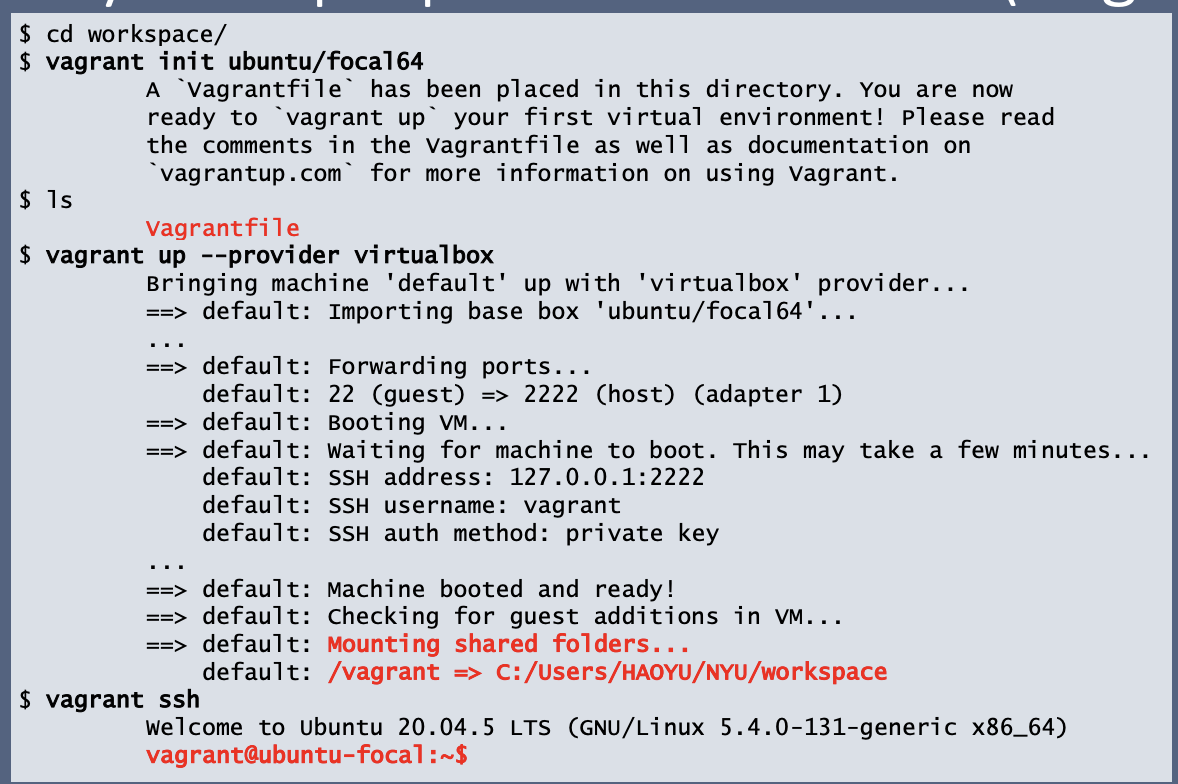 $ cd workspace/
$ vagrant init ubuntu/focal64
A `Vagrantfile` has been placed in this directory. You are now
ready to `vagrant up` your first virtual environment! Please read
the comments in the Vagrantfile as well as documentation on
`vagrantup.com` for more information on using Vagrant.
$ ls
Vagrantfile
$ vagrant up --provider virtualbox
Bringing machine 'default' up with 'virtualbox' provider...
==> default: Importing base box 'ubuntu/focal64'...
...
==> default: Forwarding ports...
default: 22 (guest) => 2222 (host) (adapter 1)
==> default: Booting VM...
==> default: Waiting for machine to boot. This may take a few minutes...
default: SSH address: 127.0.0.1:2222
default: SSH username: vagrant
default: SSH auth method: private key
...
==> default: Machine booted and ready!
==> default: Checking for guest additions in VM...
==> default: Mounting shared folders...
default: /vagrant => C:/Users/HAOYU/NYU/workspace
$ vagrant ssh
Welcome to Ubuntu 20.04.5 LTS (GNU/Linux 5.4.0-131-generic x86_64)
vagrant@ubuntu-focal:~$